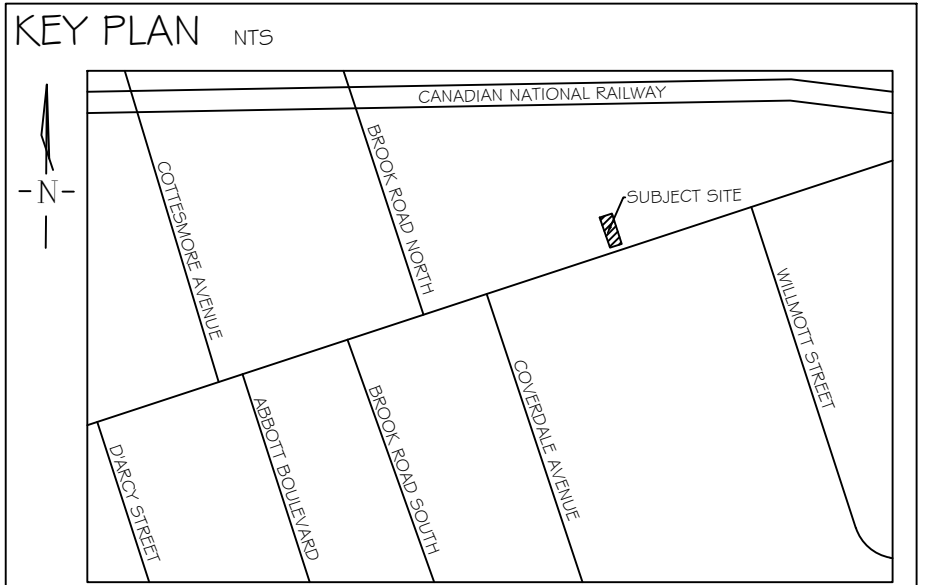 KEY PLAN NTS
CANADIAN NATIONAL RAILWAY
-N-
COTTESMORE AVENUE
BROOK ROAD NORTH
SUBJECT SITE
WILLMOTT STREET
D'ARCY STREET
ABBOTT BOULEVARD
BROOK ROAD SOUTH
COVERDALE AVENUE